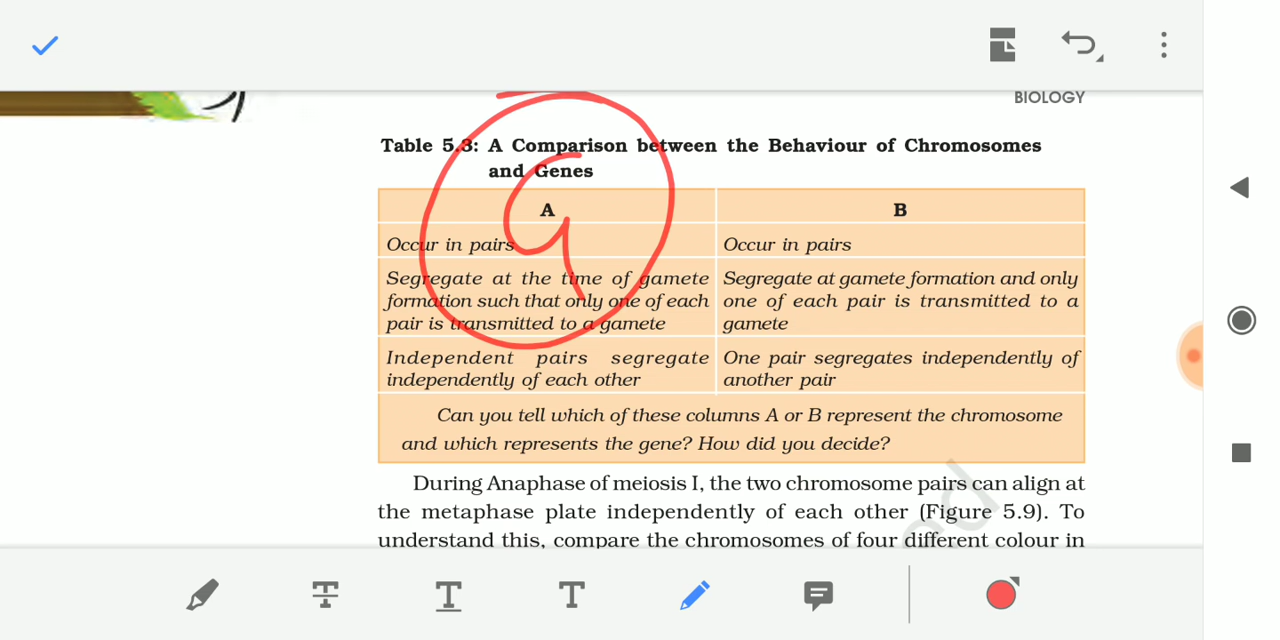 BIOLOGY
Table 5.3: A Comparison between the Behaviour of Chromosomes
and Genes
A
B
Occur in pairs
Occur in pairs
Segregate at the time of gamete
formation such that only one of each
pair is transmitted to a gamete
Segregate at gamete formation and only
one of each pair is transmitted to a
gamete
Independent pairs segregate
independently of each other
One pair segregates independently of
another pair
Can you tell which of these columns A or B represent the chromosome
and which represents the gene? How did you decide?
During Anaphase of meiosis I, the two chromosome pairs can align at
the metaphase plate independently of each other (Figure 5.9). To
understand this, compare the chromosomes of four different colour in